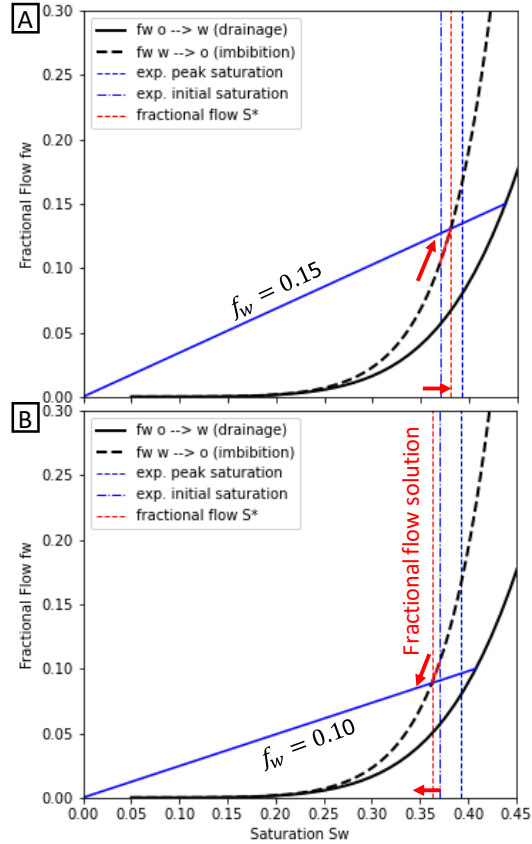 A
0.30
0.25
0.20
0.15
0.10
0.05
0.00
Fractional Flow fw
fw o --> w (drainage)
fw w --> o (imbibition)
exp. peak saturation
exp. initial saturation
fractional flow S*
f_w = 0.15
B
0.30
0.25
0.20
0.15
0.10
0.05
0.00
Fractional Flow fw
fw o --> w (drainage)
fw w --> o (imbibition)
exp. peak saturation
exp. initial saturation
fractional flow S*
Fractional flow solution
f_w = 0.10
0.00 0.05 0.10 0.15 0.20 0.25 0.30 0.35 0.40 0.45
Saturation Sw